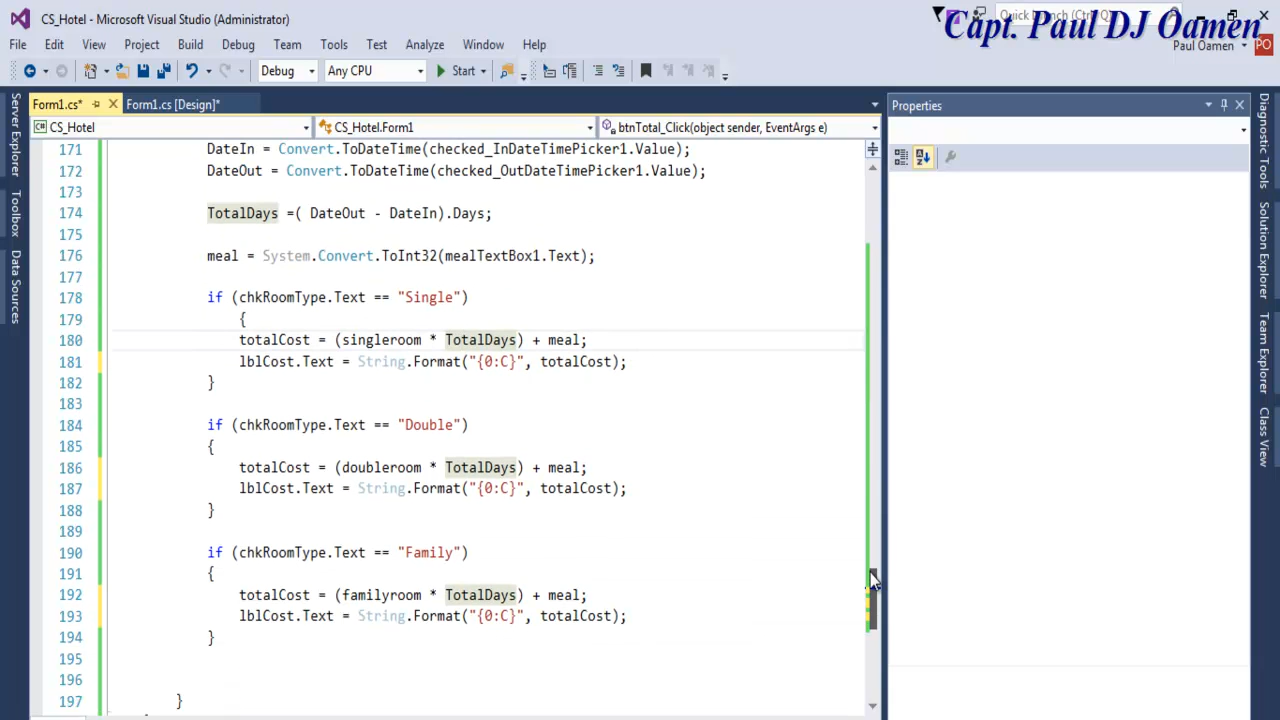 CS_Hotel - Microsoft Visual Studio (Administrator)
Quick Launch (Ctrl+Q)
Capt. Paul DJ Oamen
File Edit View Project Build Debug Team Tools Test Analyze Window Help
Paul Oamen PO
Debug Any CPU Start
Form1.cs* Form1.cs [Design]*
Properties
CS_Hotel CS_Hotel.Form1 btnTotal_Click(object sender, EventArgs e)
Server Explorer
Toolbox
Data Sources
171 DateIn = Convert.ToDateTime(checked_InDateTimePicker1.Value);
172 DateOut = Convert.ToDateTime(checked_OutDateTimePicker1.Value);
173
174 TotalDays =( DateOut - DateIn).Days;
175
176 meal = System.Convert.ToInt32(mealTextBox1.Text);
177
178 if (chkRoomType.Text == "Single")
179 {
180 totalCost = (singleroom * TotalDays) + meal;
181 lblCost.Text = String.Format("{0:C}", totalCost);
182 }
183
184 if (chkRoomType.Text == "Double")
185 {
186 totalCost = (doubleroom * TotalDays) + meal;
187 lblCost.Text = String.Format("{0:C}", totalCost);
188 }
189
190 if (chkRoomType.Text == "Family")
191 {
192 totalCost = (familyroom * TotalDays) + meal;
193 lblCost.Text = String.Format("{0:C}", totalCost);
194 }
195
196
197 }
Diagnostic Tools
Solution Explorer
Team Explorer
Class View